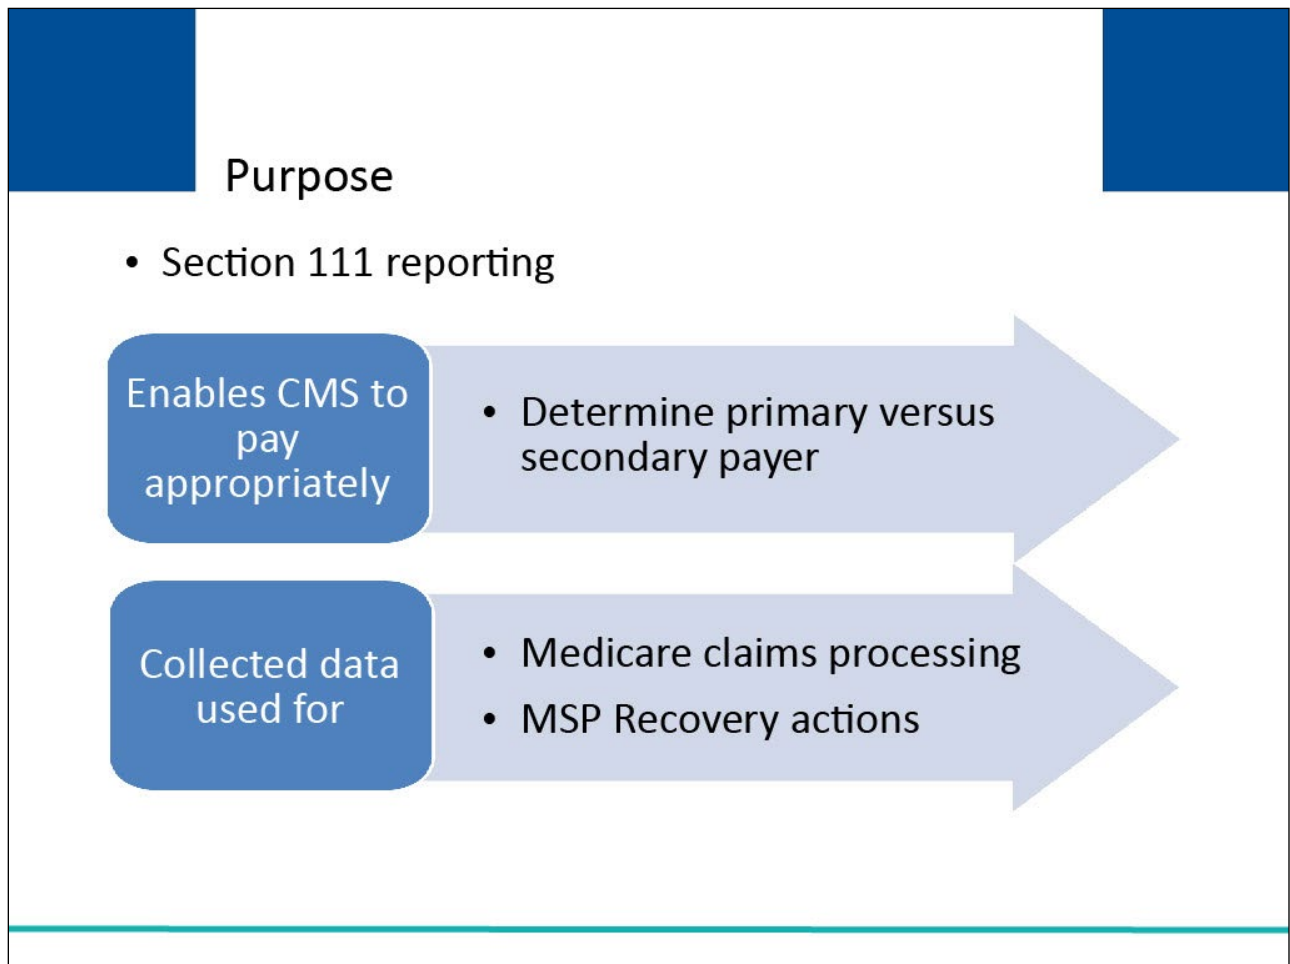 Purpose
• Section 111 reporting
Enables CMS to
pay
appropriately
• Determine primary versus
secondary payer
Collected data
used for
• Medicare claims processing
• MSP Recovery actions